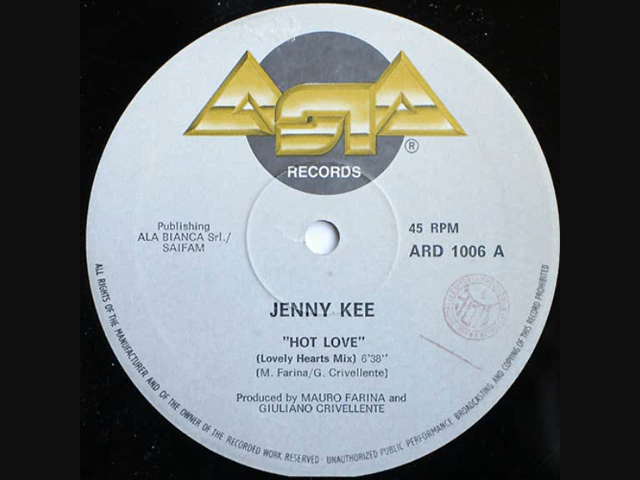 ASIA
®
RECORDS
Publishing
ALA BIANCA Srl./
SAIFAM
45 RPM
ARD 1006 A
JENNY KEE
"HOT LOVE"
(Lovely Hearts Mix) 6'38''
(M. Farina/G. Crivellente)
Produced by MAURO FARINA and
GIULIANO CRIVELLENTE
ALL RIGHTS OF THE MANUFACTURER AND OF THE OWNER OF THE RECORDED WORK RESERVED - UNAUTHORIZED PUBLIC PERFORMANCE BROADCASTING AND COPYING OF THIS RECORD PROHIBITED